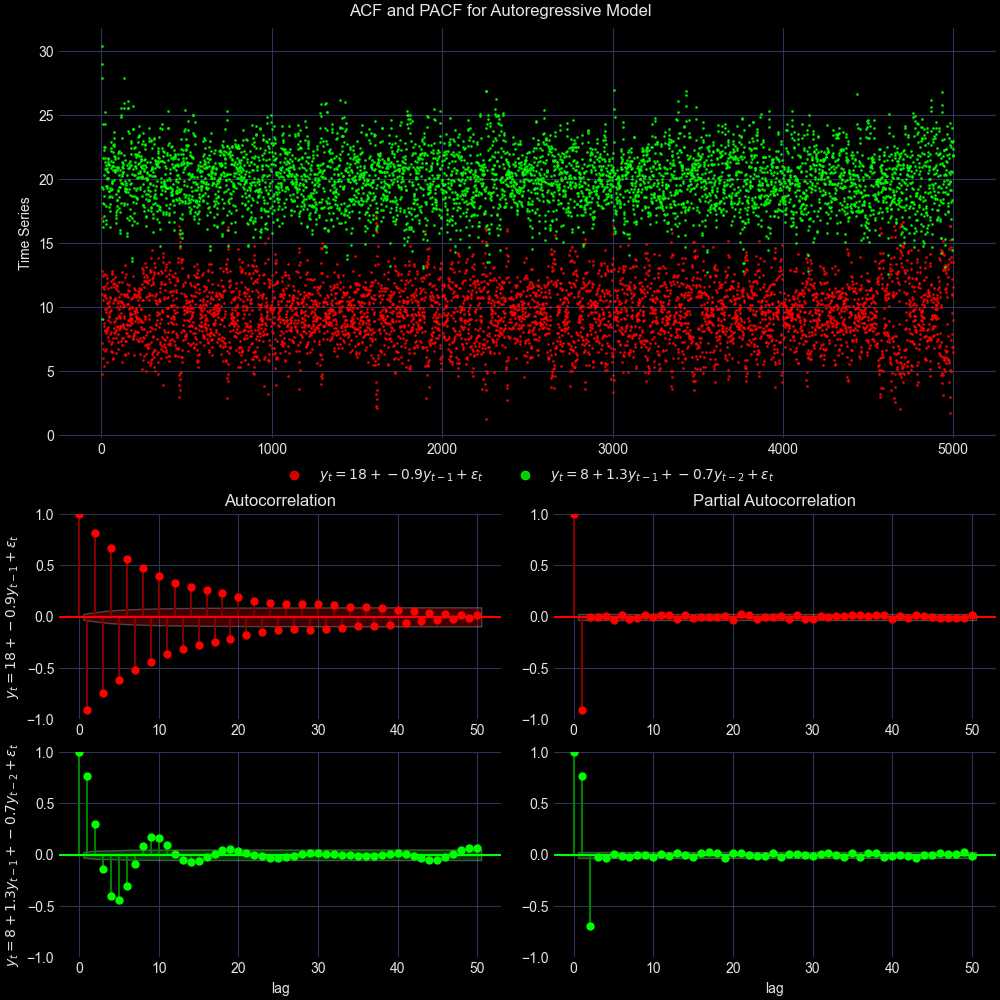 ACF and PACF for Autoregressive Model
30
25
20
15
10
5
0
Time Series
0 1000 2000 3000 4000 5000
y_t = 18 + −0.9y_{t−1} + ε_t y_t = 8 + 1.3y_{t−1} + −0.7y_{t−2} + ε_t
Autocorrelation
1.0
0.5
0.0
−0.5
−1.0
y_t = 18 + −0.9y_{t−1} + ε_t
0 10 20 30 40 50
Partial Autocorrelation
1.0
0.5
0.0
−0.5
−1.0
0 10 20 30 40 50
1.0
0.5
0.0
−0.5
−1.0
y_t = 8 + 1.3y_{t−1} + −0.7y_{t−2} + ε_t
0 10 20 30 40 50
lag
1.0
0.5
0.0
−0.5
−1.0
0 10 20 30 40 50
lag